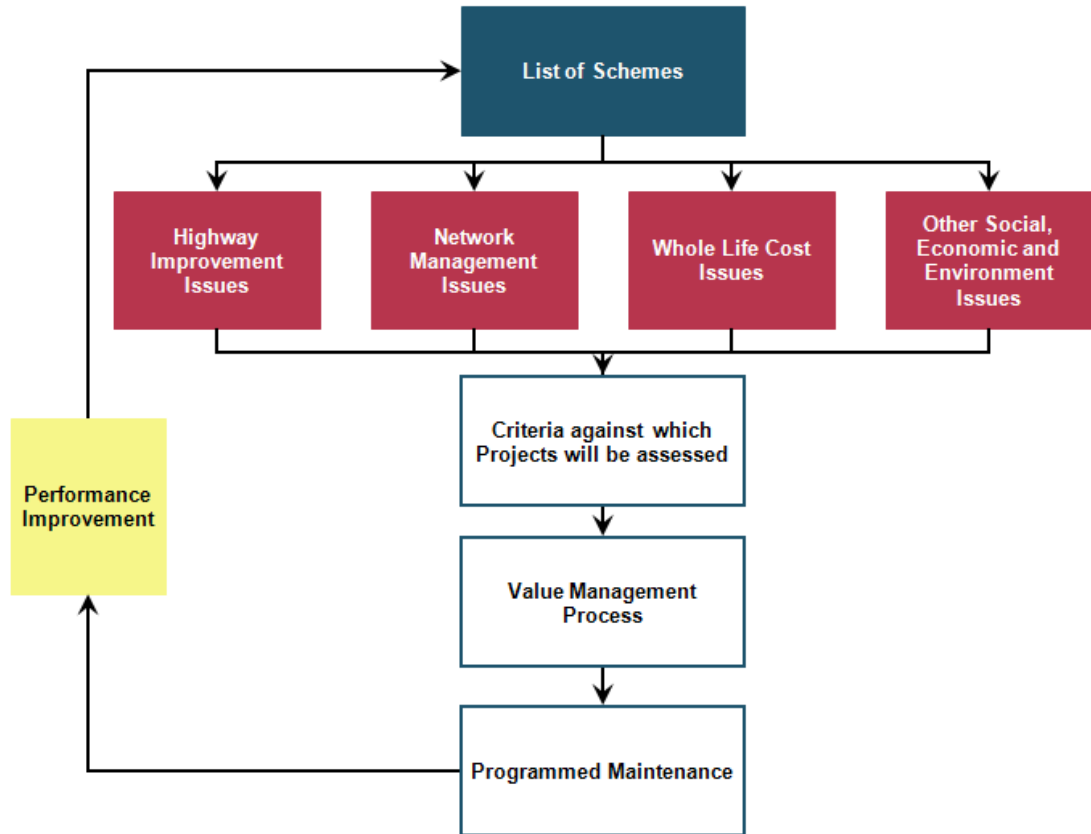 List of Schemes
Highway
Improvement
Issues
Network
Management
Issues
Whole Life Cost
Issues
Other Social,
Economic and
Environment
Issues
Criteria against which
Projects will be assessed
Performance
Improvement
Value Management
Process
Programmed Maintenance